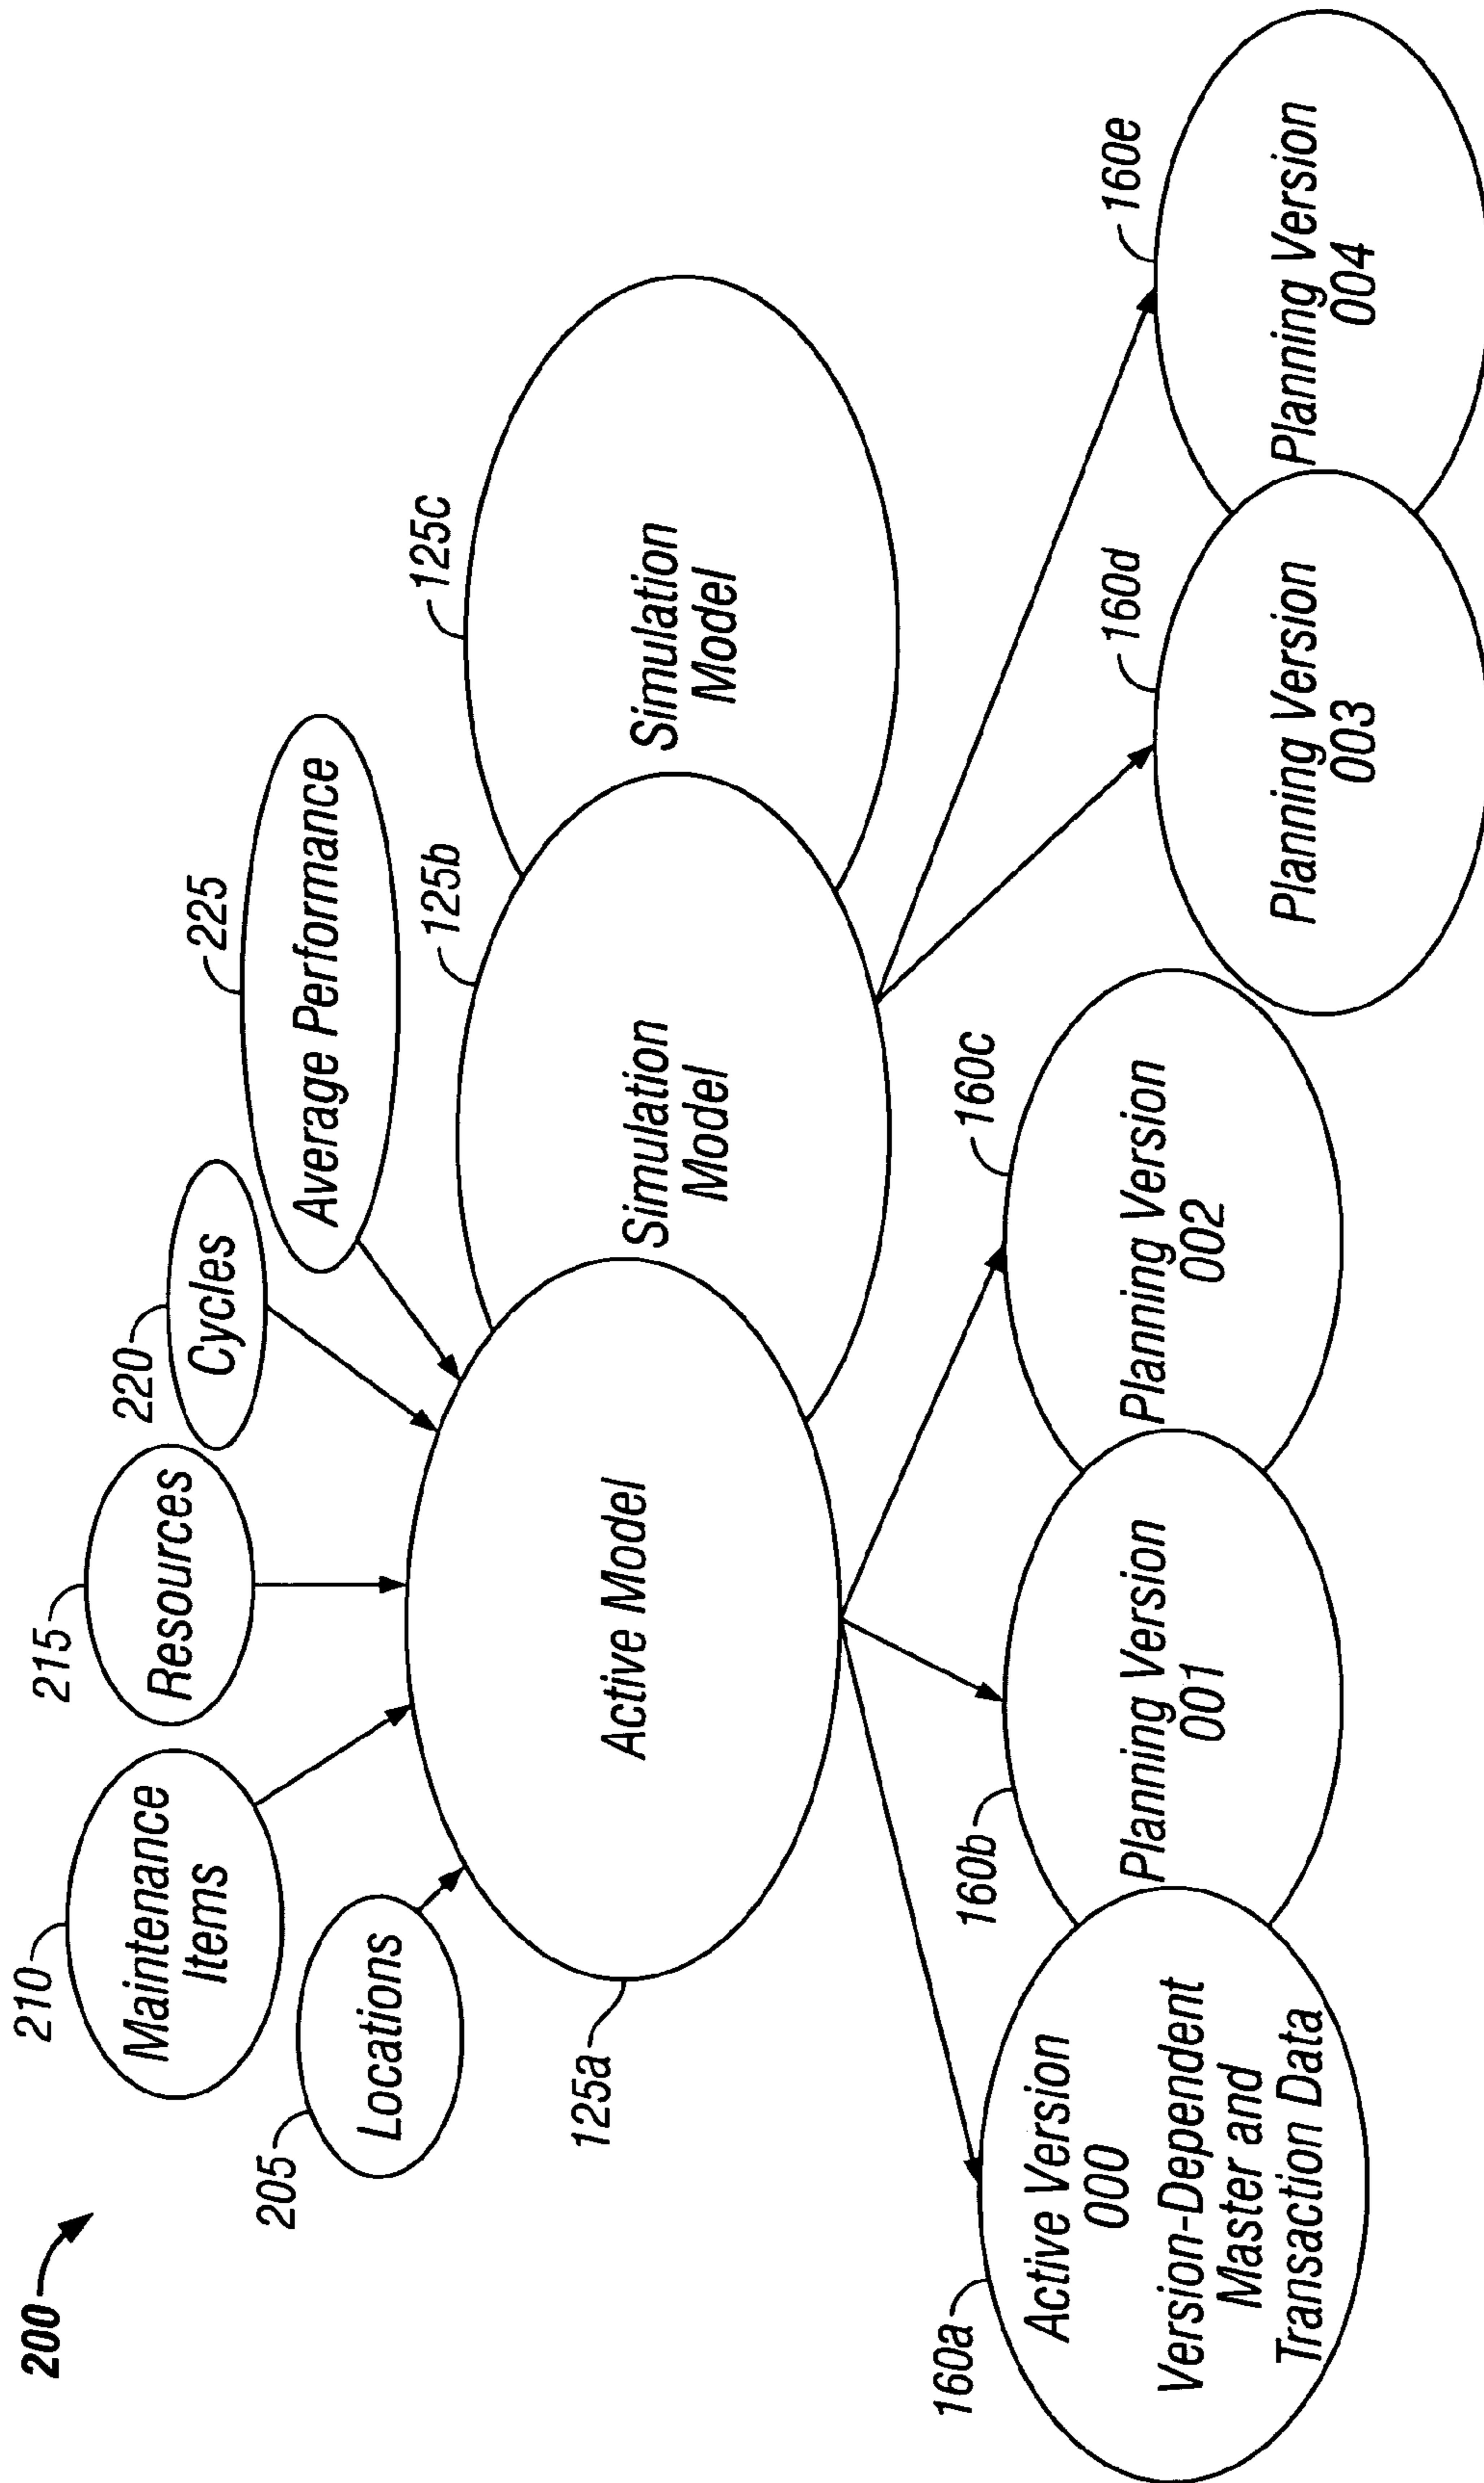 200
210
Maintenance
Items
215
Resources
220
Cycles
225
Average Performance
205
Locations
125a
Active Model
125b
Simulation
Model
125c
Simulation
Model
160a
Active Version
000
Version-Dependent
Master and
Transaction Data
160b
Planning Version
001
160c
Planning Version
002
160d
Planning Version
003
160e
Planning Version
004